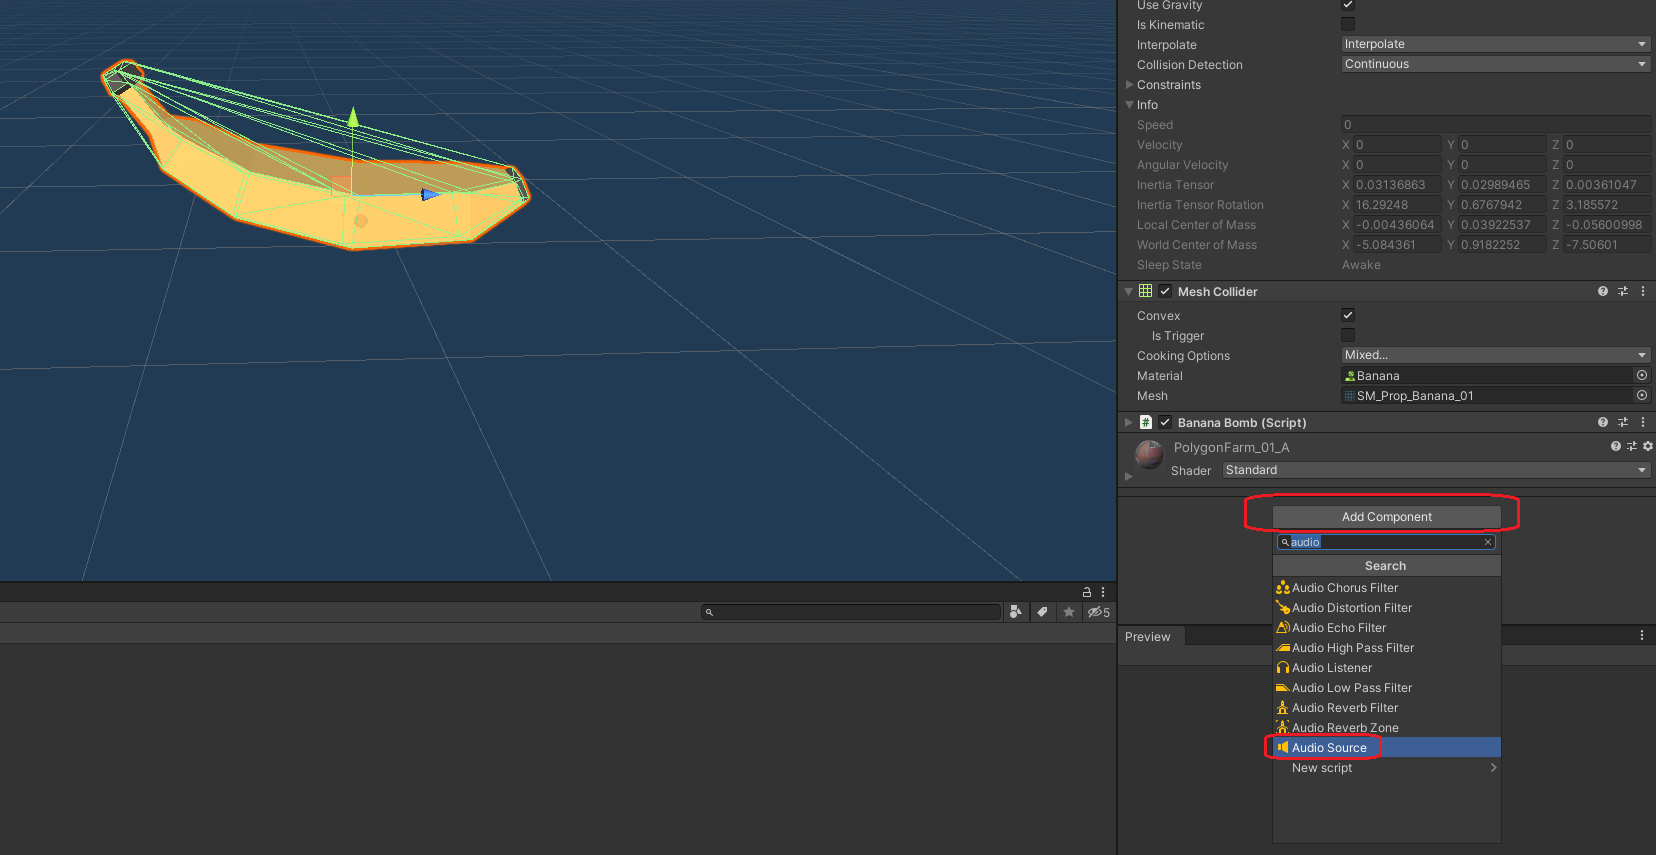 Use Gravity
Is Kinematic
Interpolate Interpolate
Collision Detection Continuous
Constraints
Info
Speed 0
Velocity X 0 Y 0 Z 0
Angular Velocity X 0 Y 0 Z 0
Inertia Tensor X 0.03136863 Y 0.02989465 Z 0.00361047
Inertia Tensor Rotation X 16.29248 Y 0.6767942 Z 3.185572
Local Center of Mass X -0.00436064 Y 0.03922537 Z -0.05600998
World Center of Mass X -5.084361 Y 0.9182252 Z -7.50601
Sleep State Awake
Mesh Collider
Convex
Is Trigger
Cooking Options Mixed...
Material Banana
Mesh SM_Prop_Banana_01
# Banana Bomb (Script)
PolygonFarm_01_A
Shader Standard
Add Component
audio
Search
Audio Chorus Filter
Audio Distortion Filter
Audio Echo Filter
Audio High Pass Filter
Audio Listener
Audio Low Pass Filter
Audio Reverb Filter
Audio Reverb Zone
Audio Source
New script
5
Preview